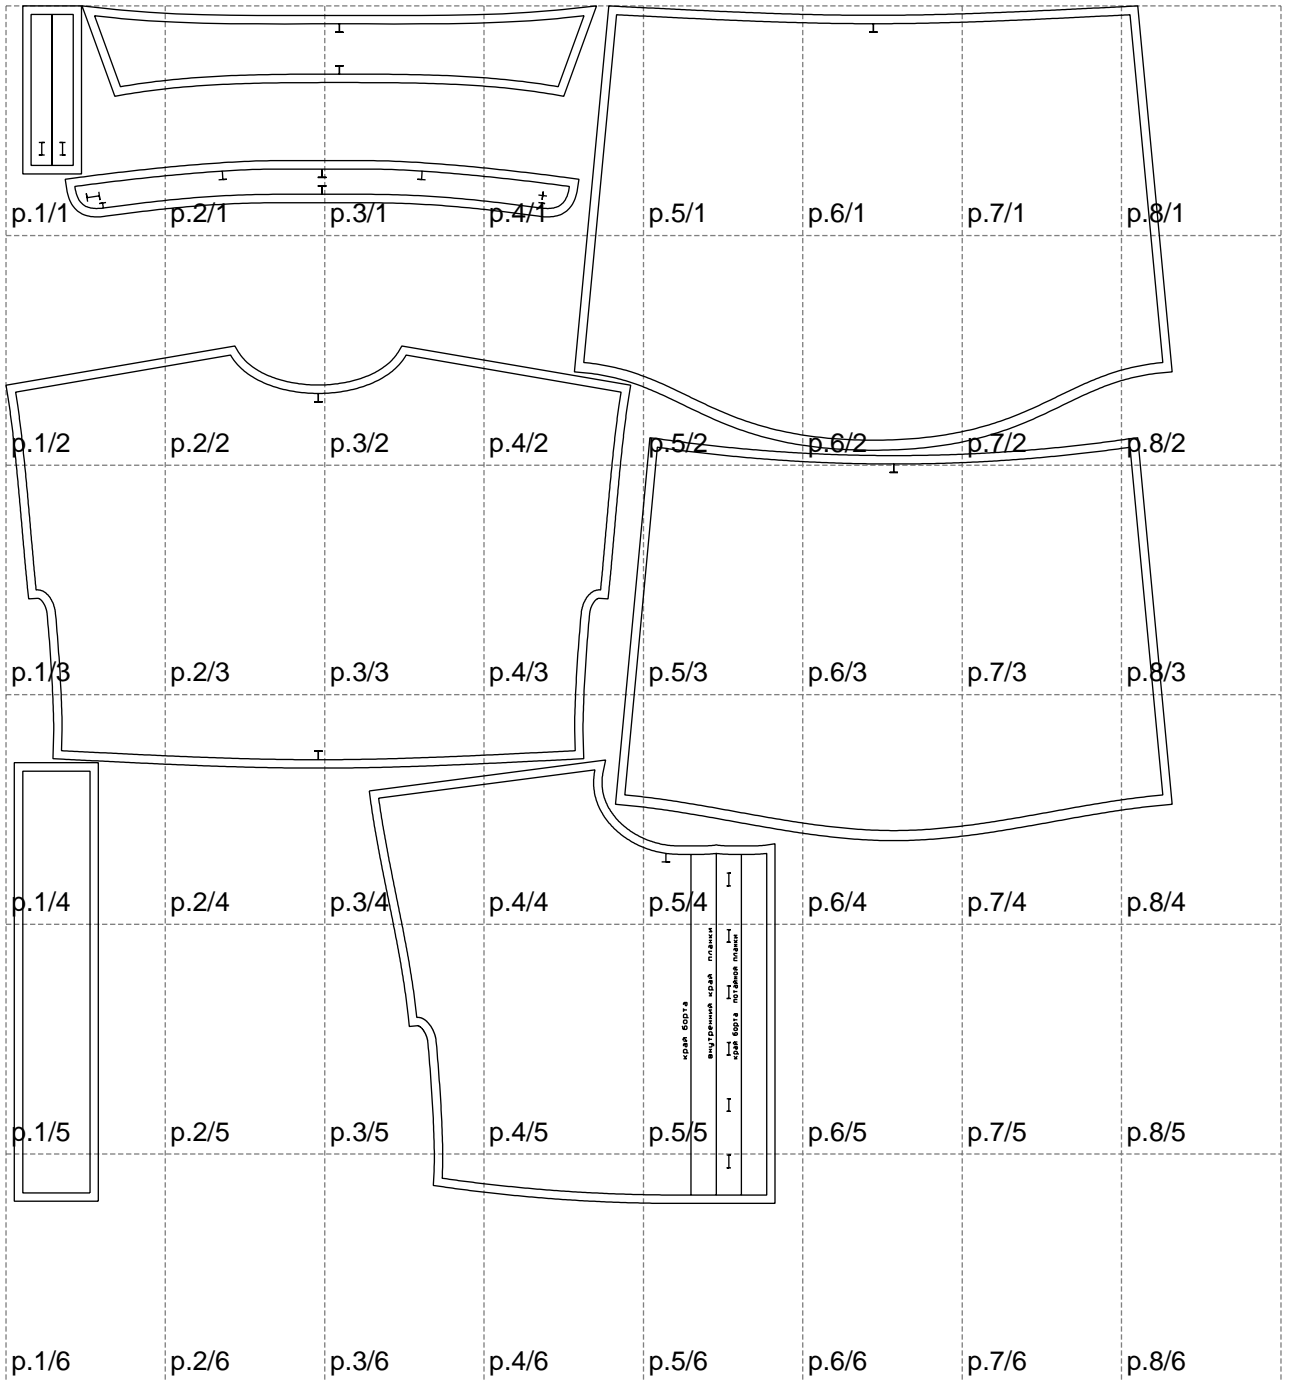 p.1/1 p.2/1 p.3/1 p.4/1 p.5/1 p.6/1 p.7/1 p.8/1
p.1/2 p.2/2 p.3/2 p.4/2 p.5/2 p.6/2 p.7/2 p.8/2
p.1/3 p.2/3 p.3/3 p.4/3 p.5/3 p.6/3 p.7/3 p.8/3
p.1/4 p.2/4 p.3/4 p.4/4 p.5/4 p.6/4 p.7/4 p.8/4
край борта
внутренний край планки
край борта потайной планки
p.1/5 p.2/5 p.3/5 p.4/5 p.5/5 p.6/5 p.7/5 p.8/5
p.1/6 p.2/6 p.3/6 p.4/6 p.5/6 p.6/6 p.7/6 p.8/6